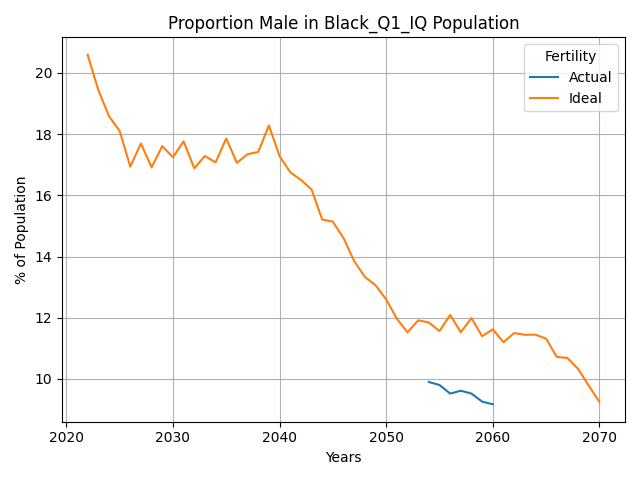 Proportion Male in Black_Q1_IQ Population
Fertility
Actual
Ideal
% of Population
20
18
16
14
12
10
2020
2030
2040
2050
2060
2070
Years